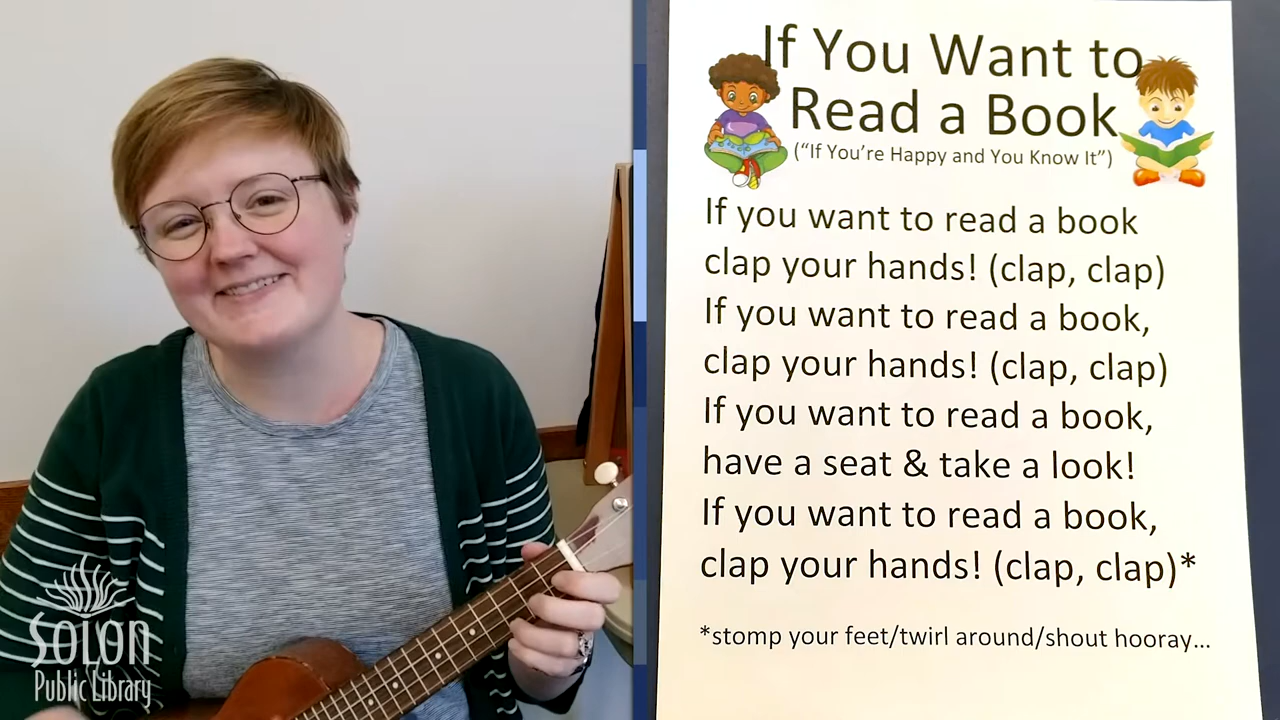 If You Want to
Read a Book
(“If You’re Happy and You Know It”)
If you want to read a book
clap your hands! (clap, clap)
If you want to read a book,
clap your hands! (clap, clap)
If you want to read a book,
have a seat & take a look!
If you want to read a book,
clap your hands! (clap, clap)*
*stomp your feet/twirl around/shout hooray...
Solon
Public Library